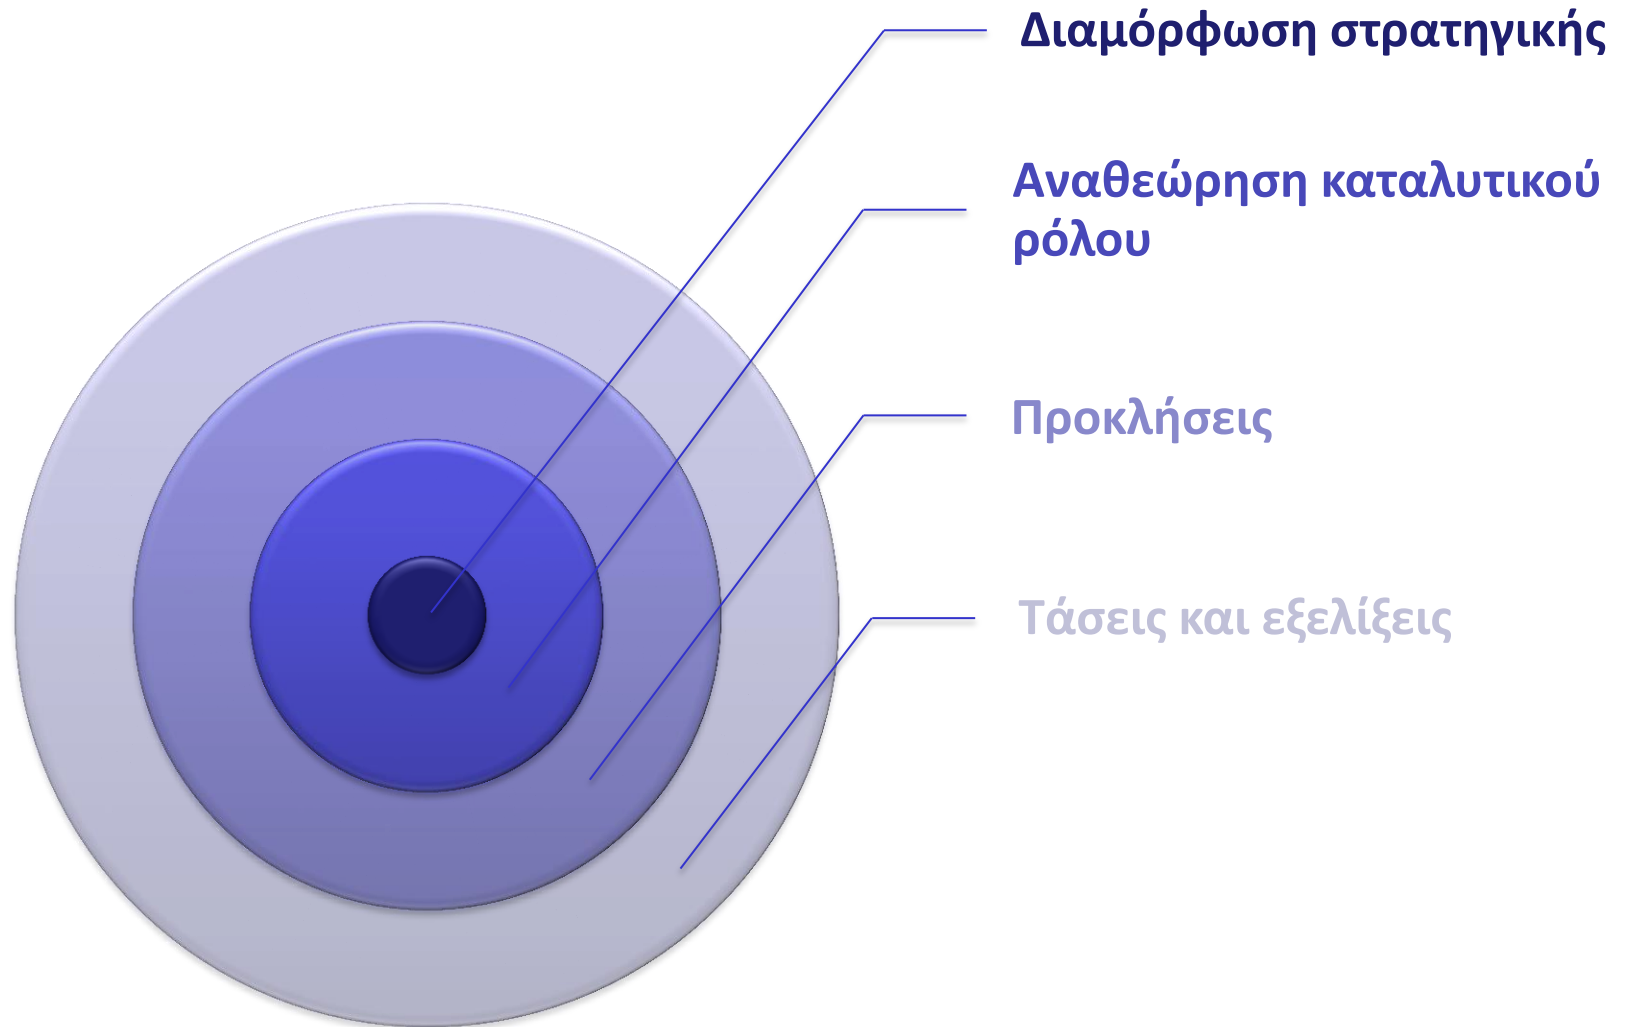 Διαμόρφωση στρατηγικής
Αναθεώρηση καταλυτικού
ρόλου
Προκλήσεις
Τάσεις και εξελίξεις